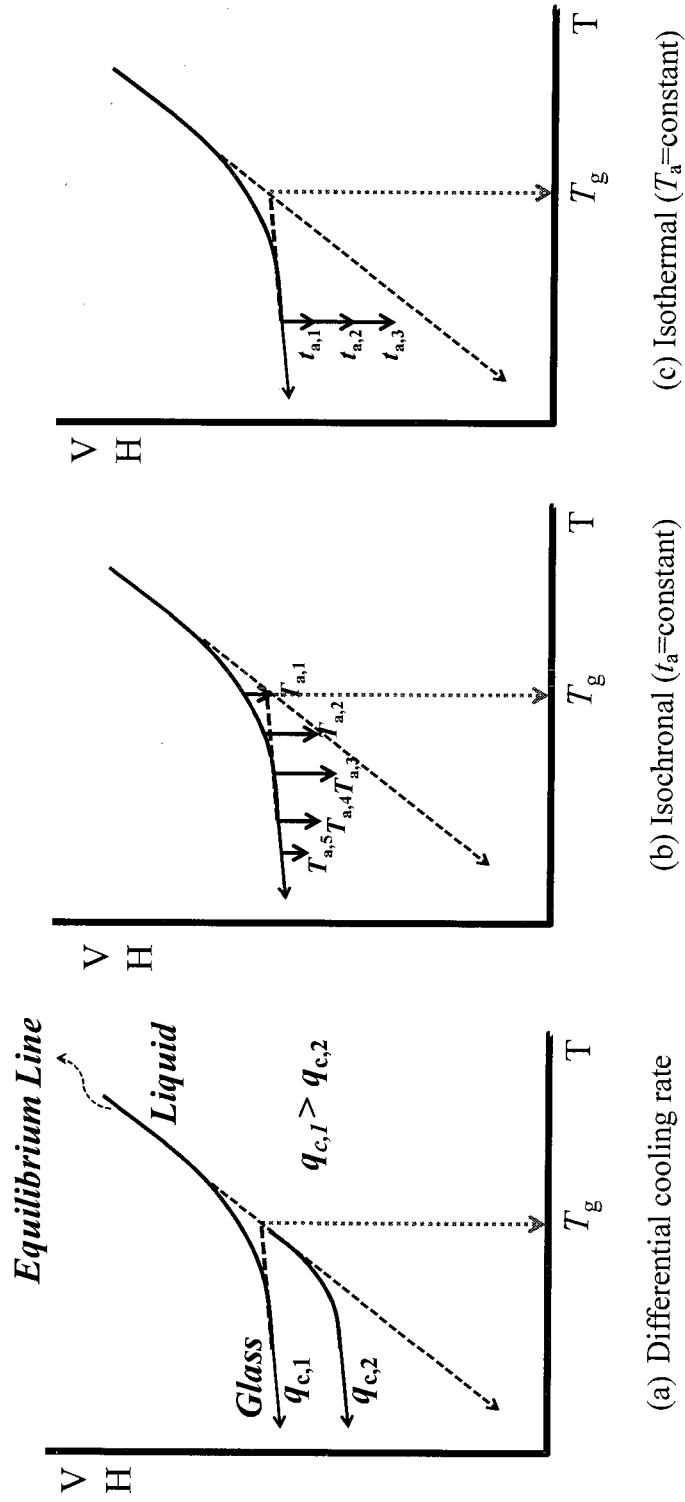 Equilibrium Line
V
H
Liquid
q_c,1 > q_c,2
Glass
q_c,1
q_c,2
T_g
T
(a) Differential cooling rate
V
H
T_a,5 T_a,4 T_a,3
T_a,2
T_a,1
T_g
T
(b) Isochronal (t_a=constant)
V
H
t_a,1
t_a,2
t_a,3
T_g
T
(c) Isothermal (T_a=constant)